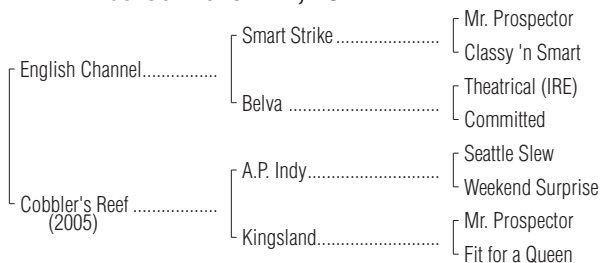 Mr. Prospector
Smart Strike ......................
Classy 'n Smart
English Channel................
Theatrical (IRE)
Belva ................................
Committed
Seattle Slew
A.P. Indy............................
Weekend Surprise
Cobbler's Reef ..................
(2005)
Mr. Prospector
Kingsland..........................
Fit for a Queen